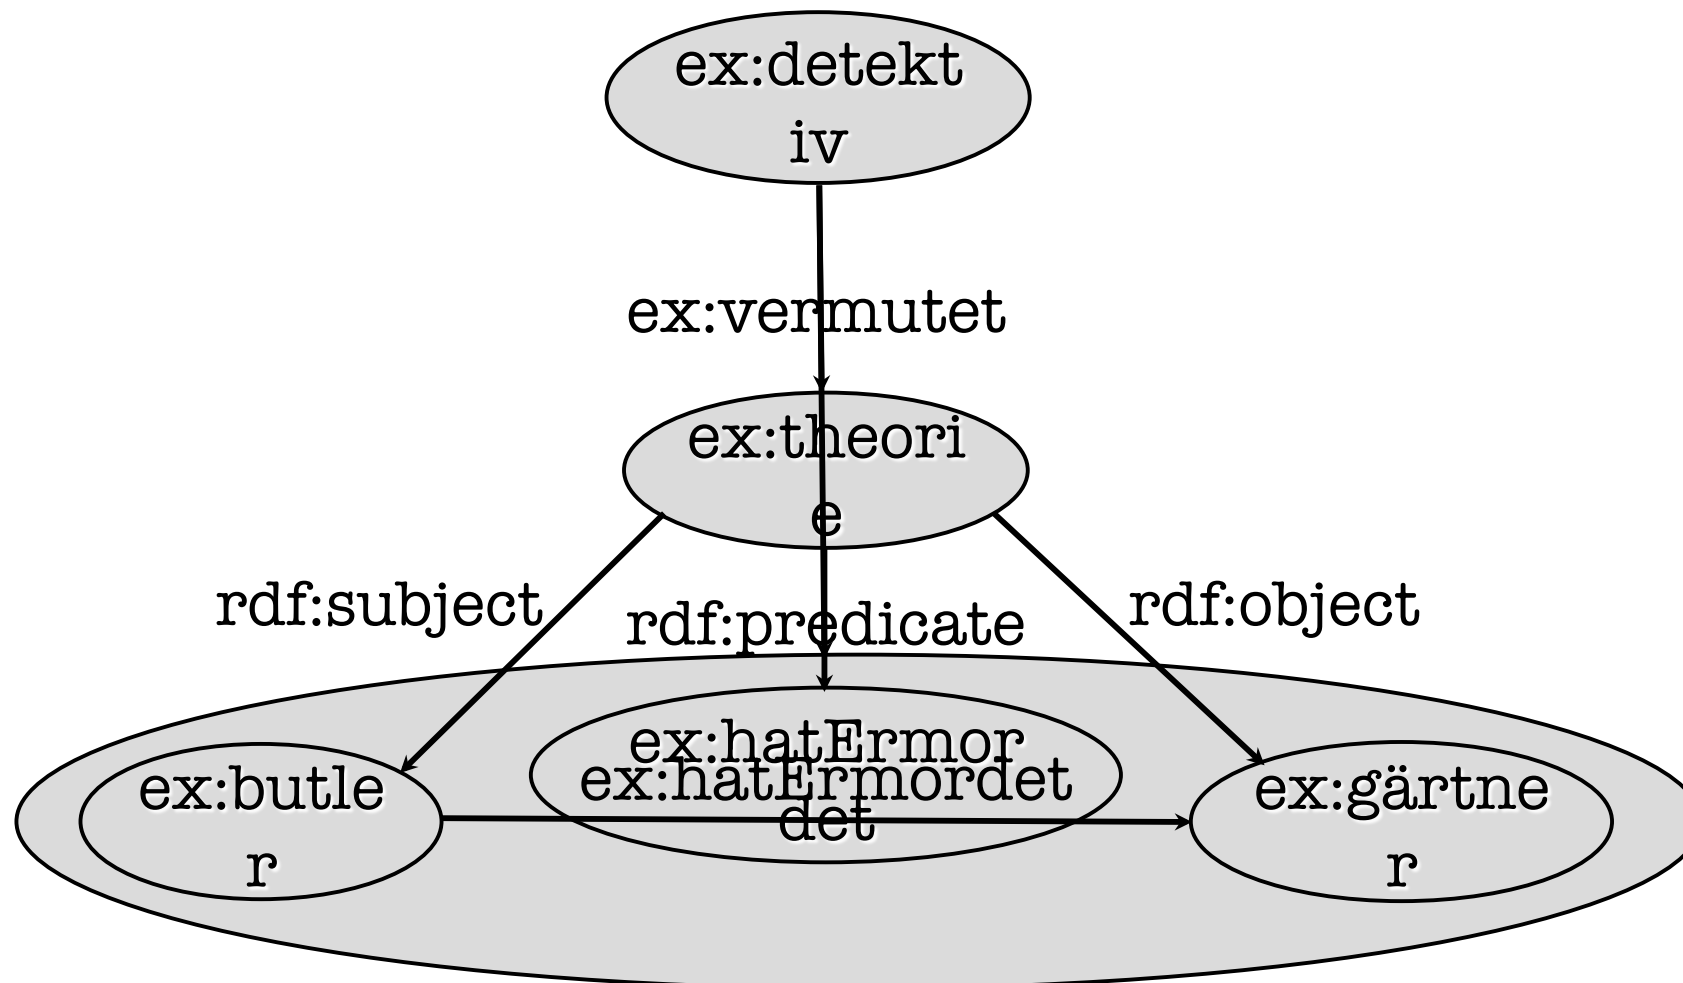 ex:detekt
iv
ex:vermutet
ex:theori
e
rdf:subject
rdf:predicate
rdf:object
ex:hatErmor
det
ex:hatErmordet
ex:butle
r
ex:gärtne
r